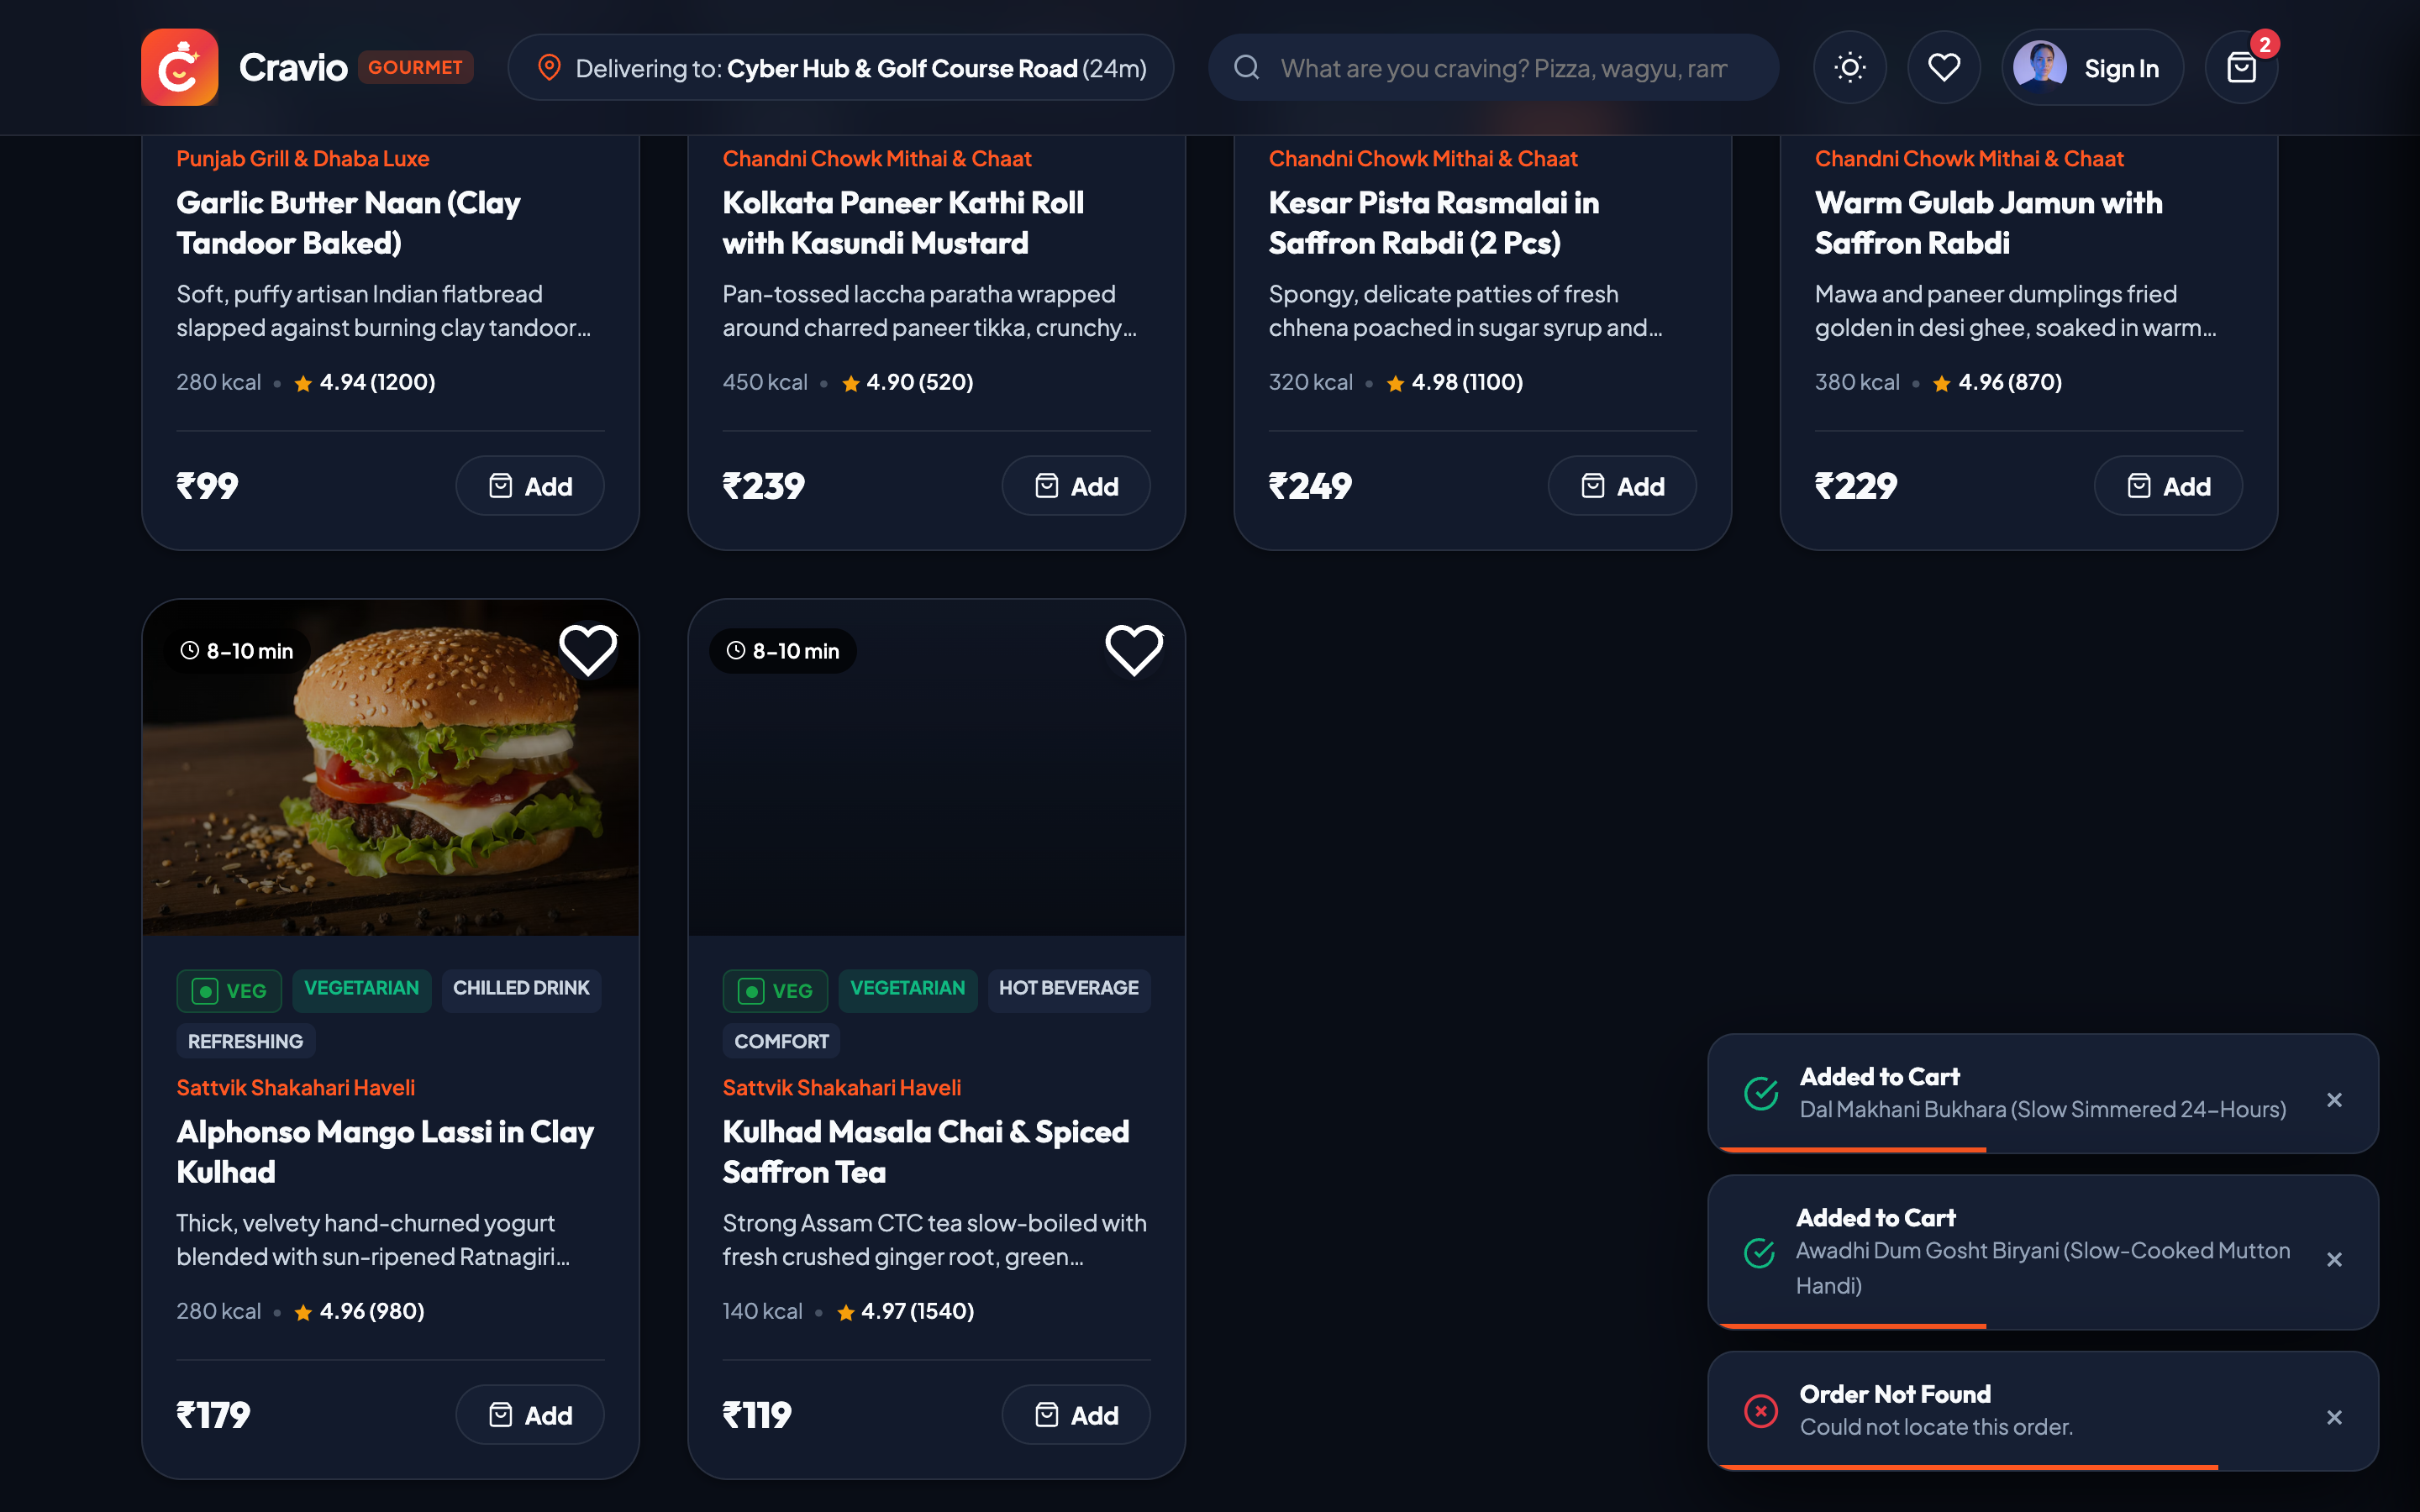 Cravio GOURMET
Delivering to: Cyber Hub & Golf Course Road (24m)
What are you craving? Pizza, wagyu, ram
Sign In
2
Punjab Grill & Dhaba Luxe
Garlic Butter Naan (Clay
Tandoor Baked)
Soft, puffy artisan Indian flatbread
slapped against burning clay tandoor...
280 kcal • 4.94 (1200)
₹99
Add
Chandni Chowk Mithai & Chaat
Kolkata Paneer Kathi Roll
with Kasundi Mustard
Pan-tossed laccha paratha wrapped
around charred paneer tikka, crunchy...
450 kcal • 4.90 (520)
₹239
Add
Chandni Chowk Mithai & Chaat
Kesar Pista Rasmalai in
Saffron Rabdi (2 Pcs)
Spongy, delicate patties of fresh
chhena poached in sugar syrup and...
320 kcal • 4.98 (1100)
₹249
Add
Chandni Chowk Mithai & Chaat
Warm Gulab Jamun with
Saffron Rabdi
Mawa and paneer dumplings fried
golden in desi ghee, soaked in warm...
380 kcal • 4.96 (870)
₹229
Add
8–10 min
VEG VEGETARIAN CHILLED DRINK
REFRESHING
Sattvik Shakahari Haveli
Alphonso Mango Lassi in Clay
Kulhad
Thick, velvety hand-churned yogurt
blended with sun-ripened Ratnagiri...
280 kcal • 4.96 (980)
₹179
Add
8–10 min
VEG VEGETARIAN HOT BEVERAGE
COMFORT
Sattvik Shakahari Haveli
Kulhad Masala Chai & Spiced
Saffron Tea
Strong Assam CTC tea slow-boiled with
fresh crushed ginger root, green...
140 kcal • 4.97 (1540)
₹119
Add
Added to Cart
Dal Makhani Bukhara (Slow Simmered 24-Hours)
Added to Cart
Awadhi Dum Gosht Biryani (Slow-Cooked Mutton
Handi)
Order Not Found
Could not locate this order.